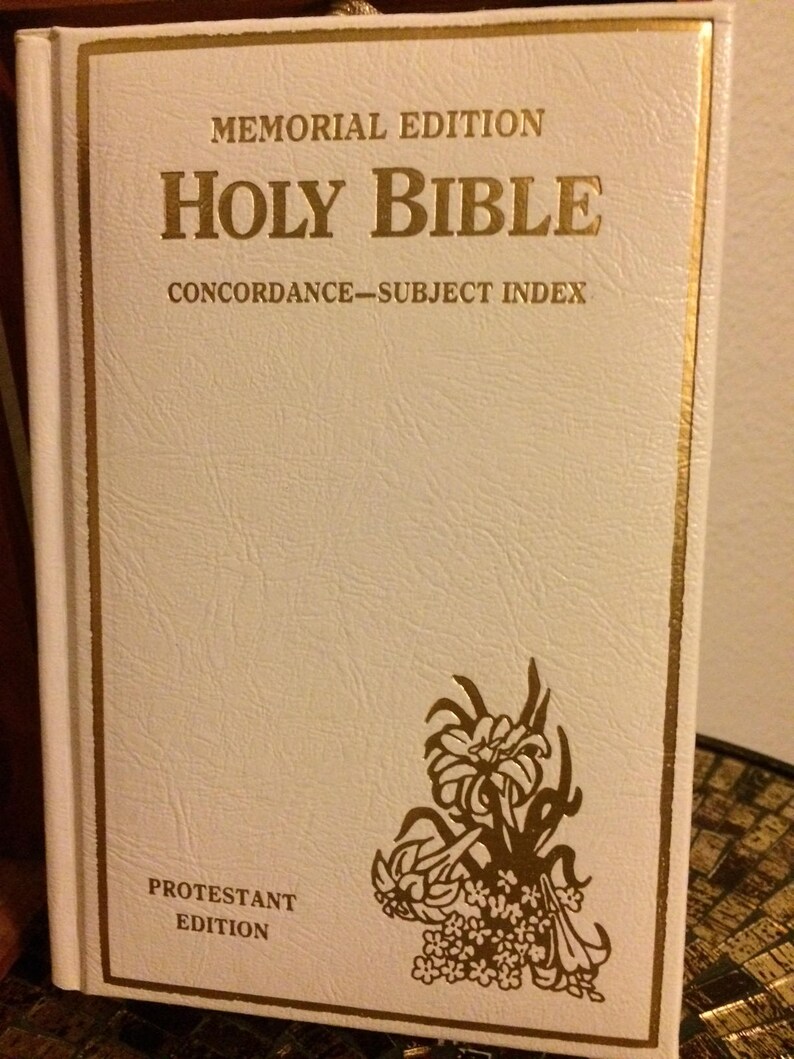 MEMORIAL EDITION
HOLY BIBLE
CONCORDANCE—SUBJECT INDEX
PROTESTANT
EDITION